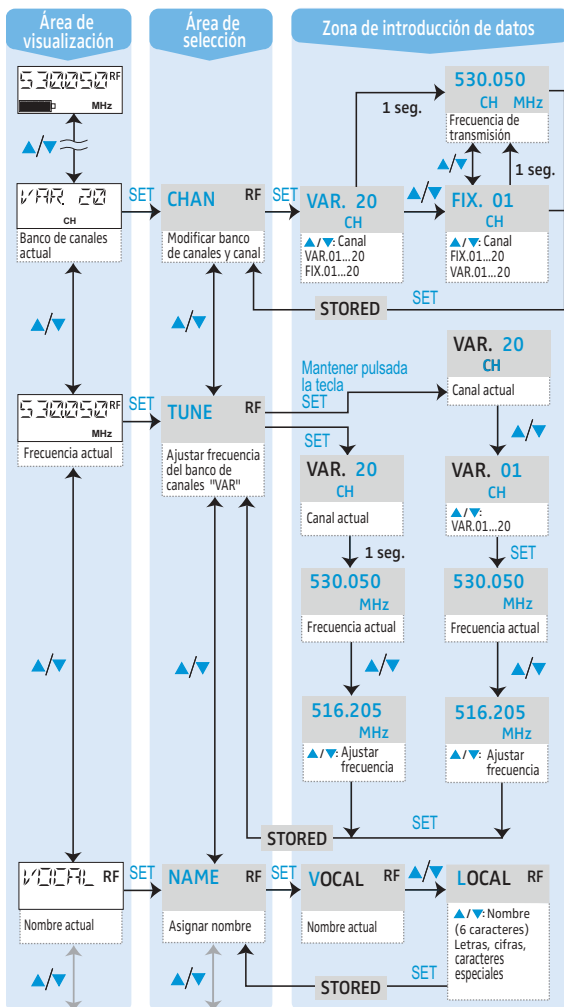 Área de visualización
Área de selección
Zona de introducción de datos
530.050 RF
MHz
▲/▼
VAR. 20
CH
Banco de canales
actual
SET
CHAN RF
Modificar banco
de canales y canal
SET
VAR. 20
CH
▲/▼: Canal
VAR.01...20
FIX.01...20
1 seg.
▲/▼
530.050
CH MHz
Frecuencia de
transmisión
▲/▼
1 seg.
FIX. 01
CH
▲/▼: Canal
FIX.01...20
VAR.01...20
SET
STORED
▲/▼
▲/▼
530.050 RF
MHz
Frecuencia actual
SET
TUNE RF
Ajustar frecuencia
del banco de
canales "VAR"
Mantener pulsada
la tecla
SET
VAR. 20
CH
Canal actual
SET
▲/▼
VAR. 20
CH
Canal actual
VAR. 01
CH
▲/▼:
VAR.01...20
1 seg.
SET
530.050
MHz
Frecuencia actual
530.050
MHz
Frecuencia actual
▲/▼
▲/▼
▲/▼
▲/▼
516.205
MHz
▲/▼: Ajustar
frecuencia
516.205
MHz
▲/▼: Ajustar
frecuencia
SET
STORED
VOCAL RF
Nombre actual
SET
NAME RF
Asignar nombre
SET
VOCAL RF
Nombre actual
▲/▼
LOCAL RF
▲/▼: Nombre
(6 caracteres)
Letras, cifras,
caracteres
especiales
SET
STORED
▲/▼
▲/▼